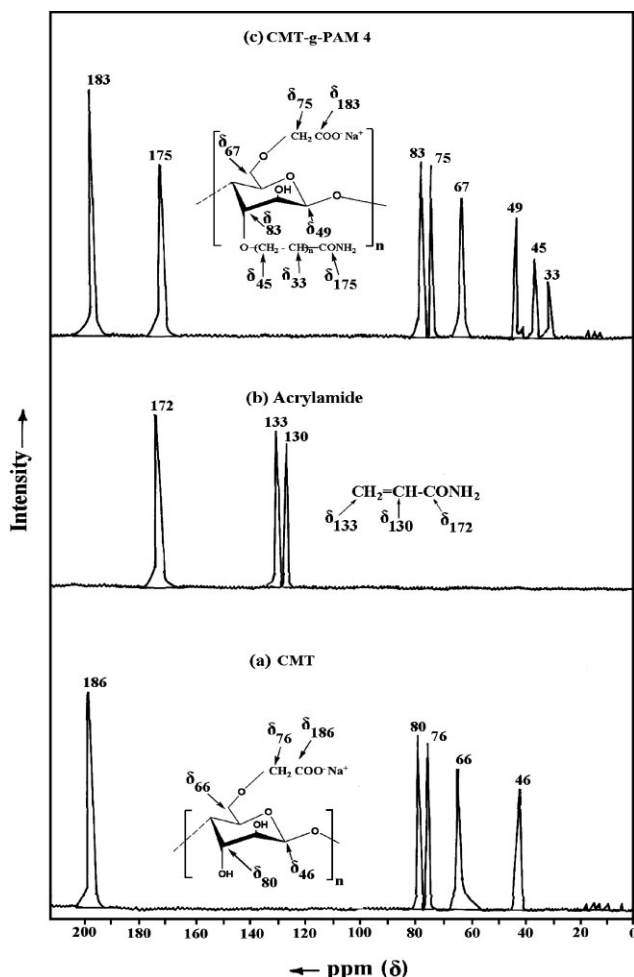 (c) CMT-g-PAM 4
183
175
83
75
67
49
45
33
δ75
δ183
CH2 COO-Na+
δ67
O
O
OH
O
δ83
δ49
n
O-(CH2 - CH)n-CONH2
δ45
δ33
δ175
(b) Acrylamide
172
133
130
CH2=CH-CONH2
δ133
δ130
δ172
Intensity
(a) CMT
186
80
76
66
46
δ76
δ186
CH2 COO-Na+
δ66
O
O
OH
O
OH
δ80
δ46
n
200 180 160 140 120 100 80 60 40 20 0
ppm (δ)